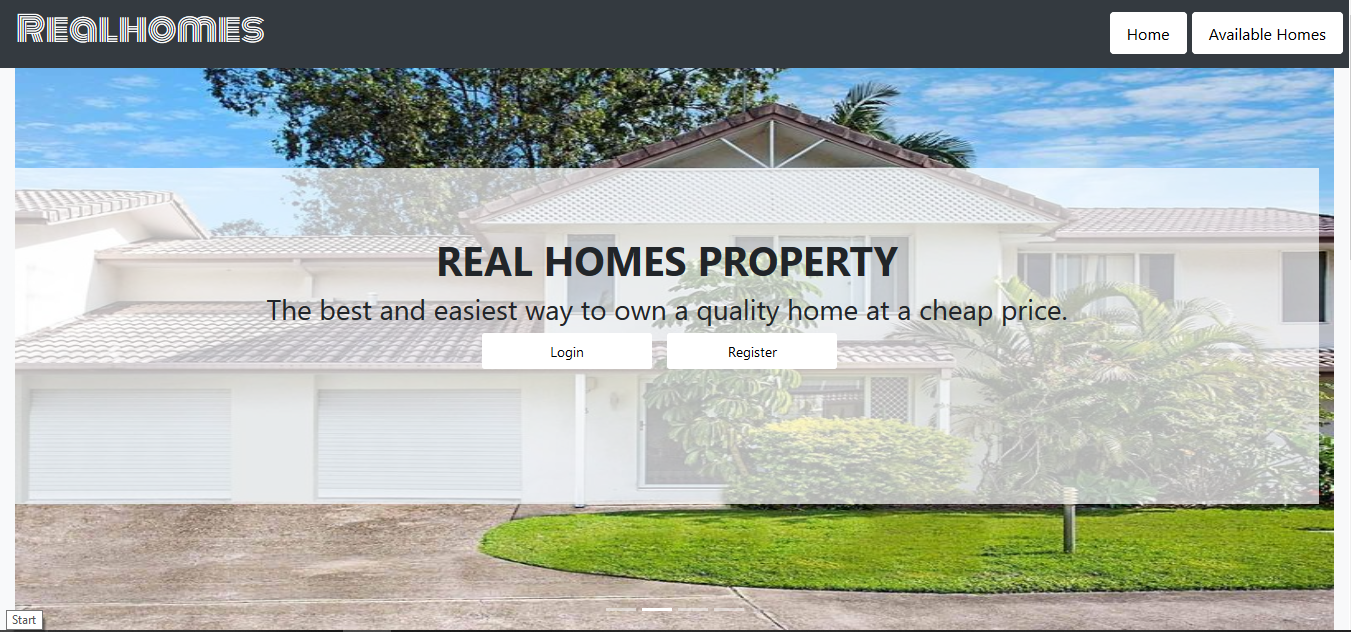 REALHOMES
Home
Available Homes
REAL HOMES PROPERTY
The best and easiest way to own a quality home at a cheap price.
Login
Register
Start